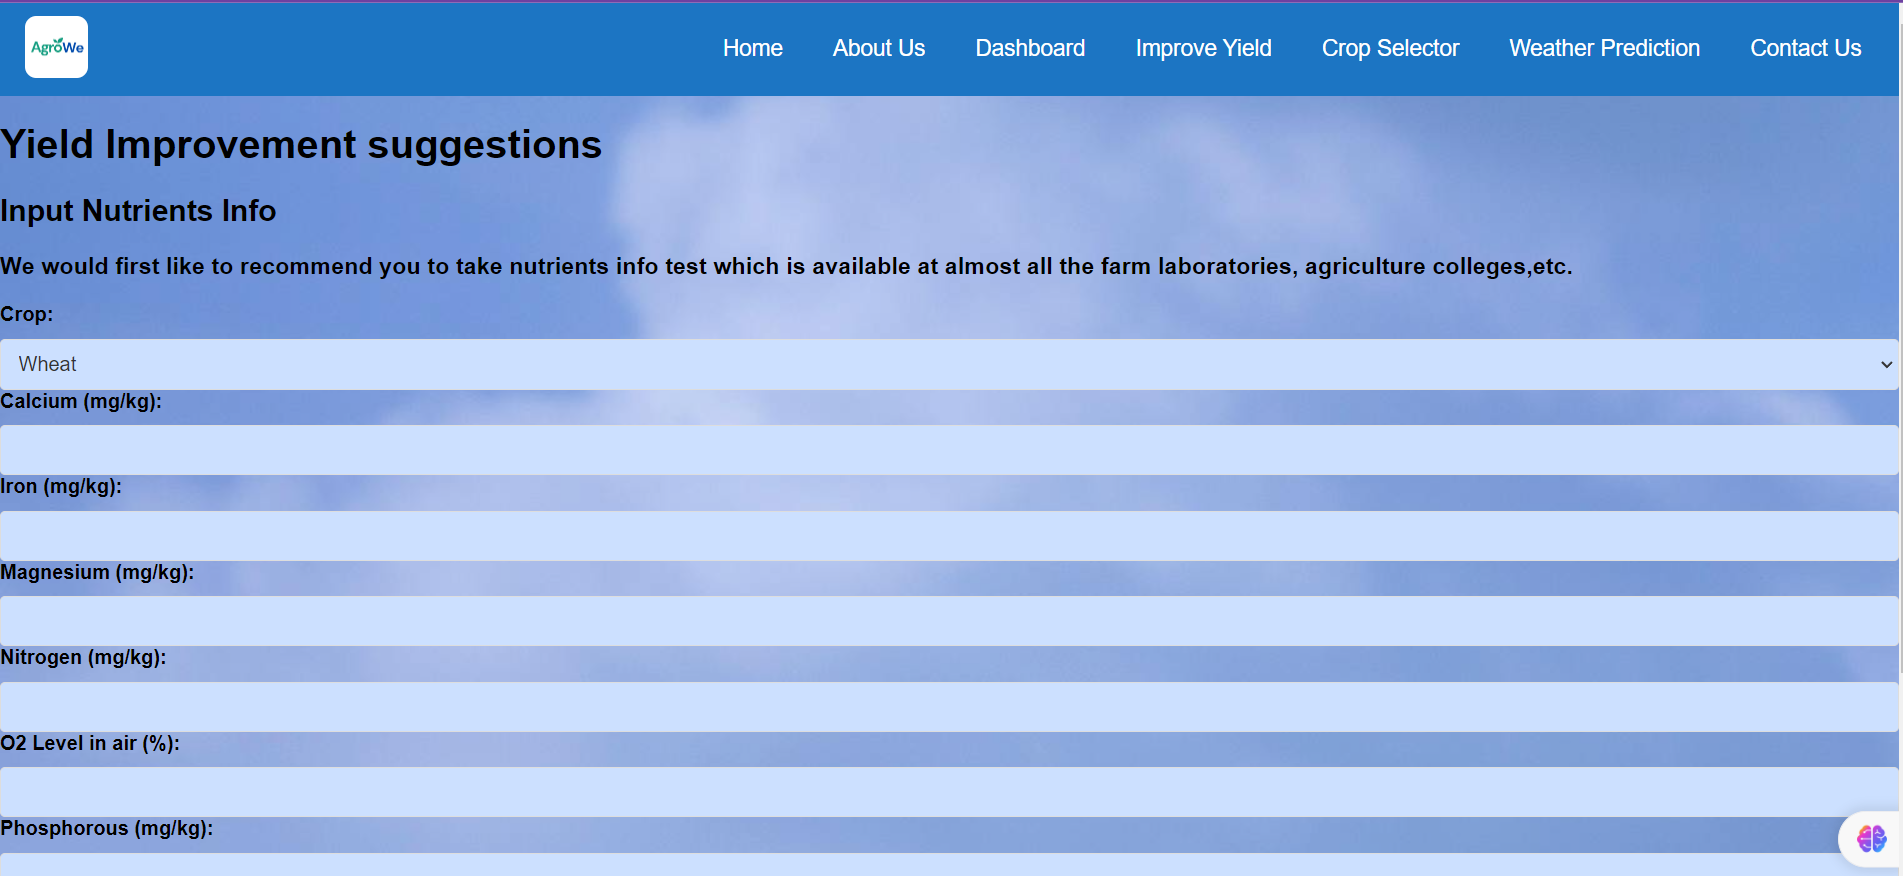 AgroWe
Home About Us Dashboard Improve Yield Crop Selector Weather Prediction Contact Us
Yield Improvement suggestions
Input Nutrients Info
We would first like to recommend you to take nutrients info test which is available at almost all the farm laboratories, agriculture colleges,etc.
Crop:
Wheat
Calcium (mg/kg):
Iron (mg/kg):
Magnesium (mg/kg):
Nitrogen (mg/kg):
O2 Level in air (%):
Phosphorous (mg/kg):